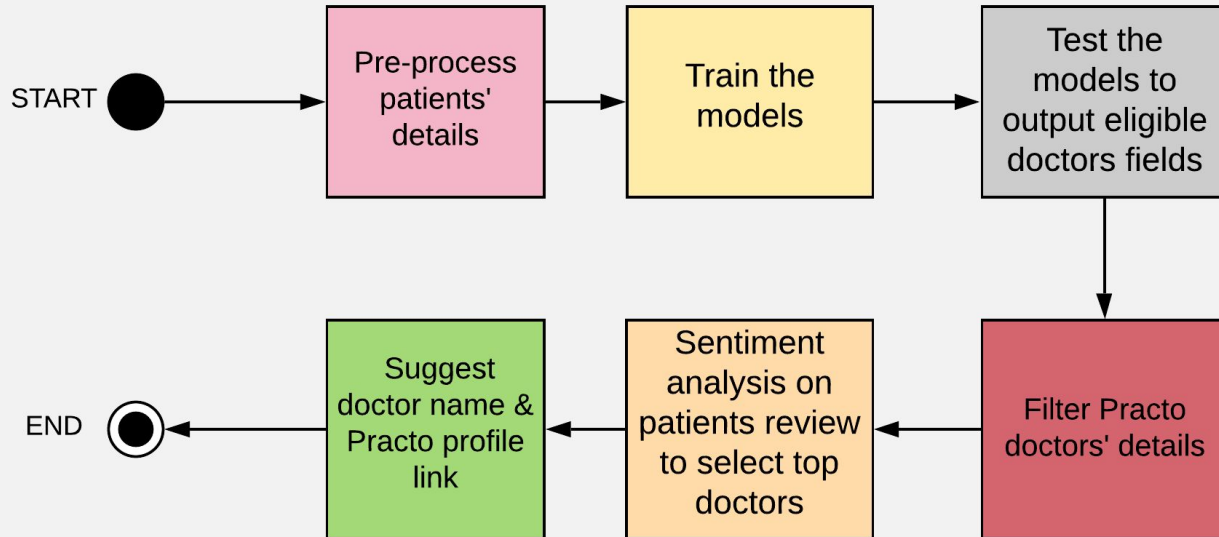 START
Pre-process
patients'
details
Train the
models
Test the
models to
output eligible
doctors fields
Filter Practo
doctors' details
Sentiment
analysis on
patients review
to select top
doctors
Suggest
doctor name &
Practo profile
link
END